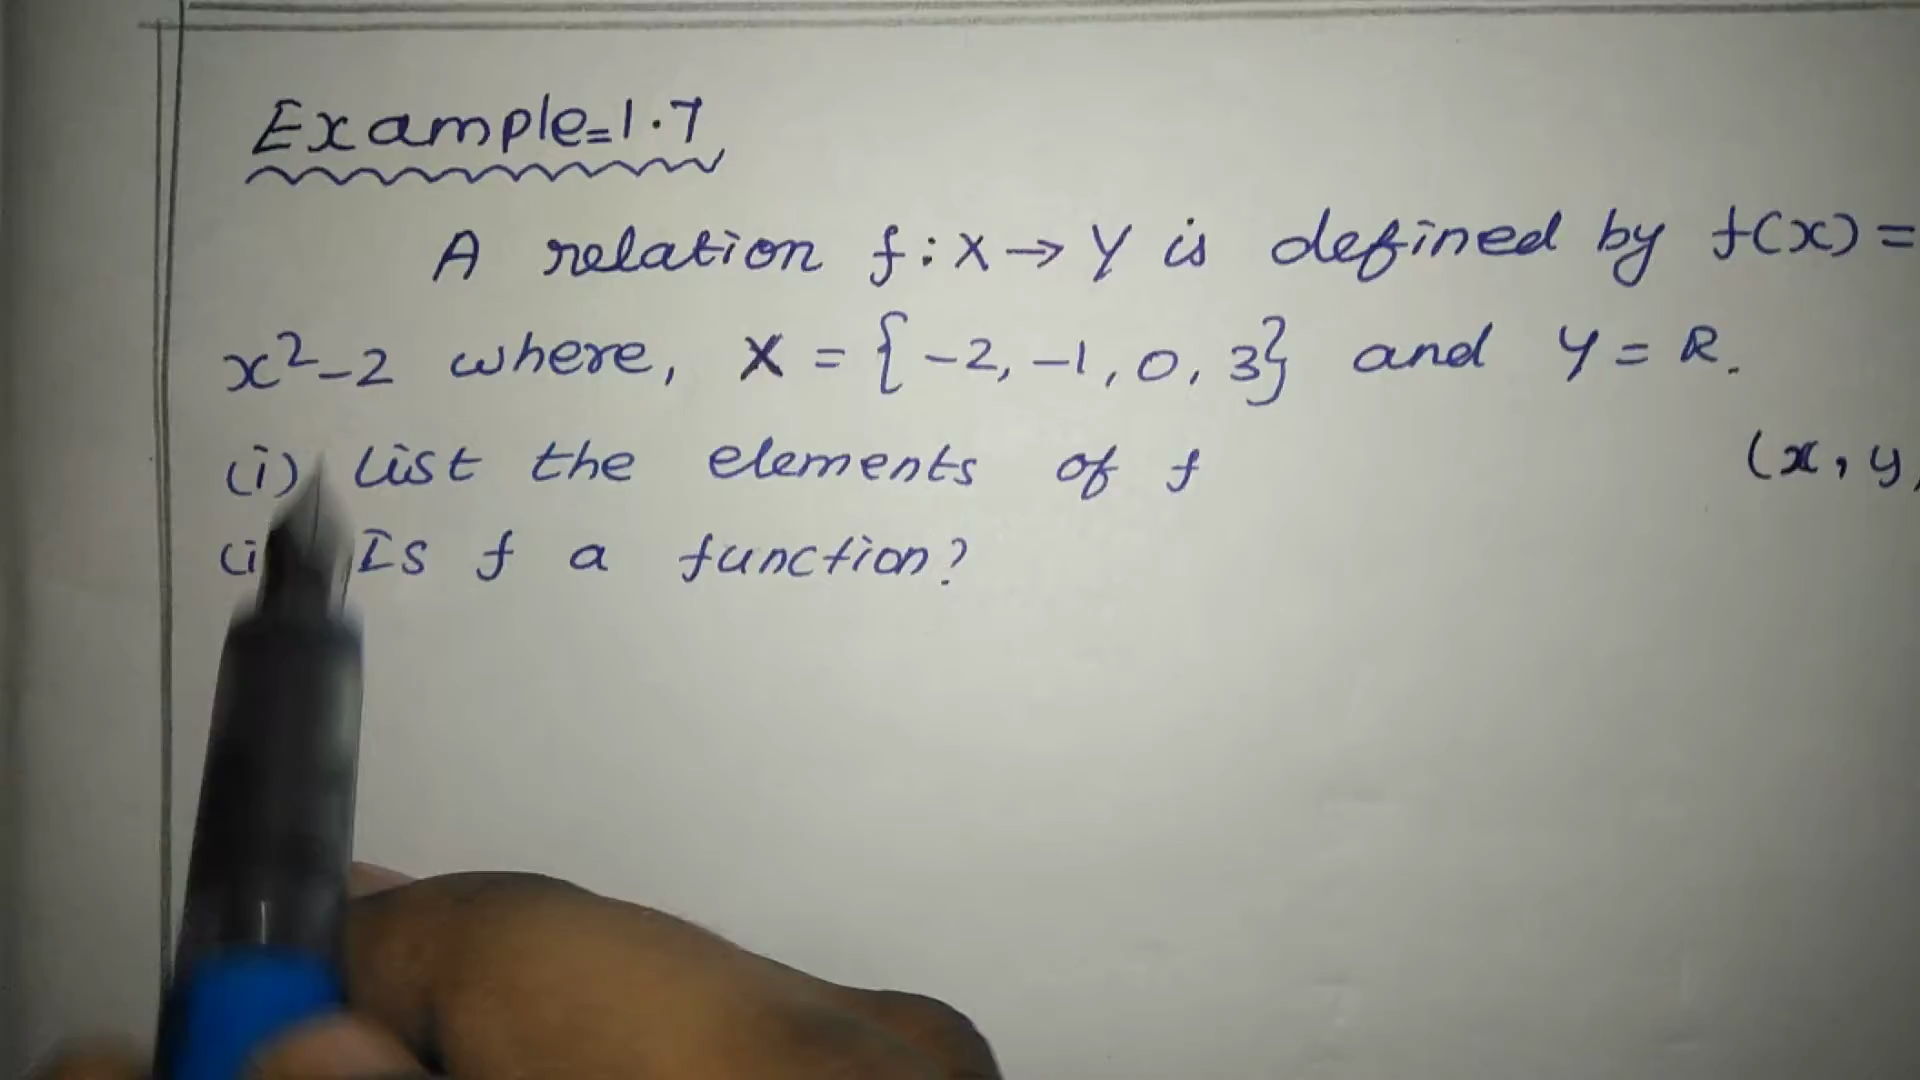 Example=1.7
A relation f: X → Y is defined by f(x) =
x²-2 where, X = {-2, -1, 0, 3} and Y = R.
(i) List the elements of f (x, y
(i Is f a function?